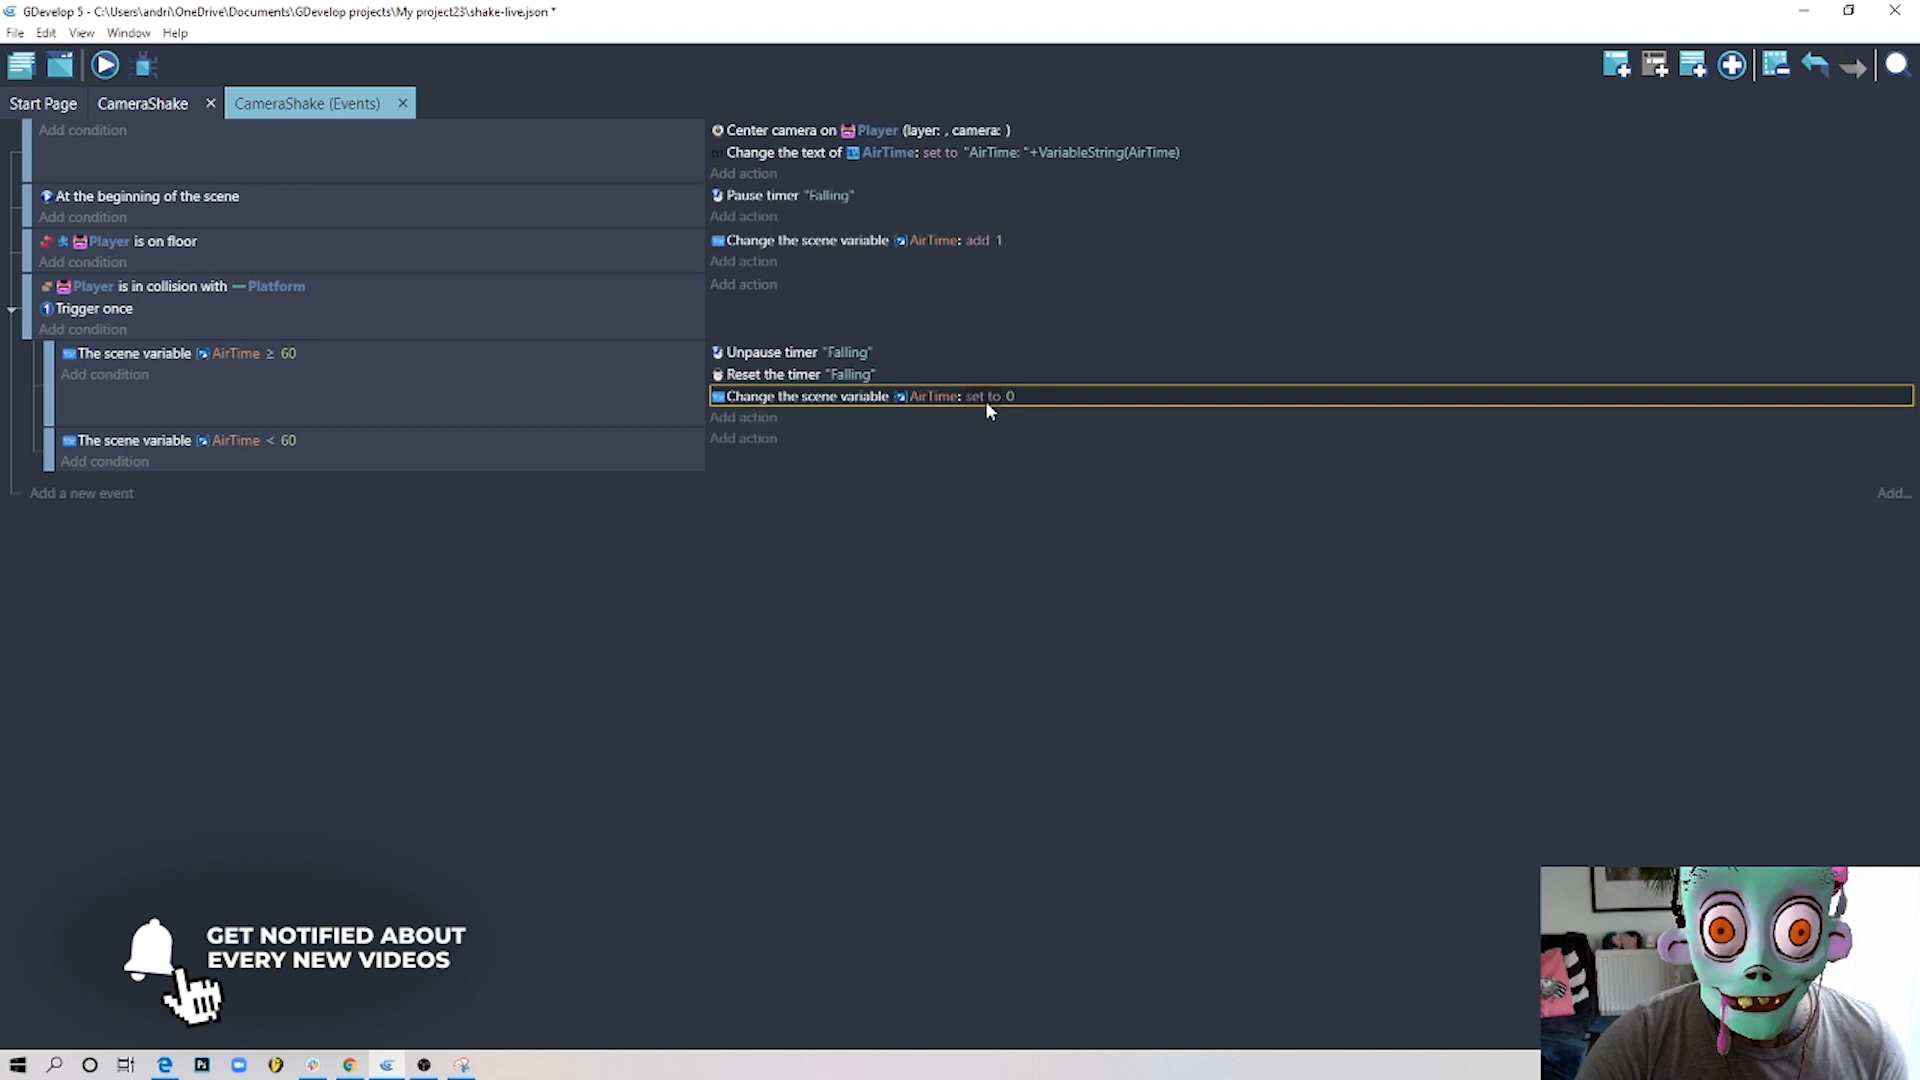 GDevelop 5 - C:\Users\andri\OneDrive\Documents\GDevelop projects\My project23\shake-live.json *
File Edit View Window Help
Start Page CameraShake CameraShake (Events)
Add condition
Center camera on Player (layer: , camera: )
Change the text of AirTime: set to "AirTime: "+VariableString(AirTime)
Add action
At the beginning of the scene
Add condition
Pause timer "Falling"
Add action
Player is on floor
Add condition
Change the scene variable AirTime: add 1
Add action
Player is in collision with Platform
Trigger once
Add condition
Add action
The scene variable AirTime ≥ 60
Add condition
Unpause timer "Falling"
Reset the timer "Falling"
Change the scene variable AirTime: set to 0
Add action
The scene variable AirTime < 60
Add condition
Add action
Add a new event
Add...
GET NOTIFIED ABOUT
EVERY NEW VIDEOS